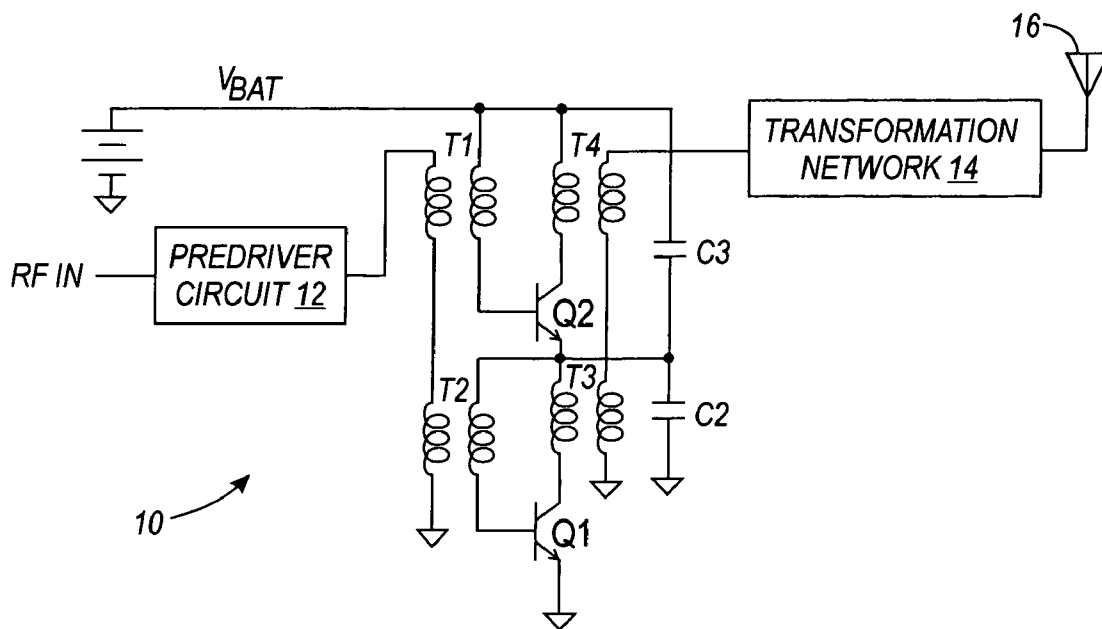 16
VBAT
T1
T4
TRANSFORMATION
NETWORK 14
RF IN
PREDRIVER
CIRCUIT 12
C3
Q2
T2
T3
C2
10
Q1